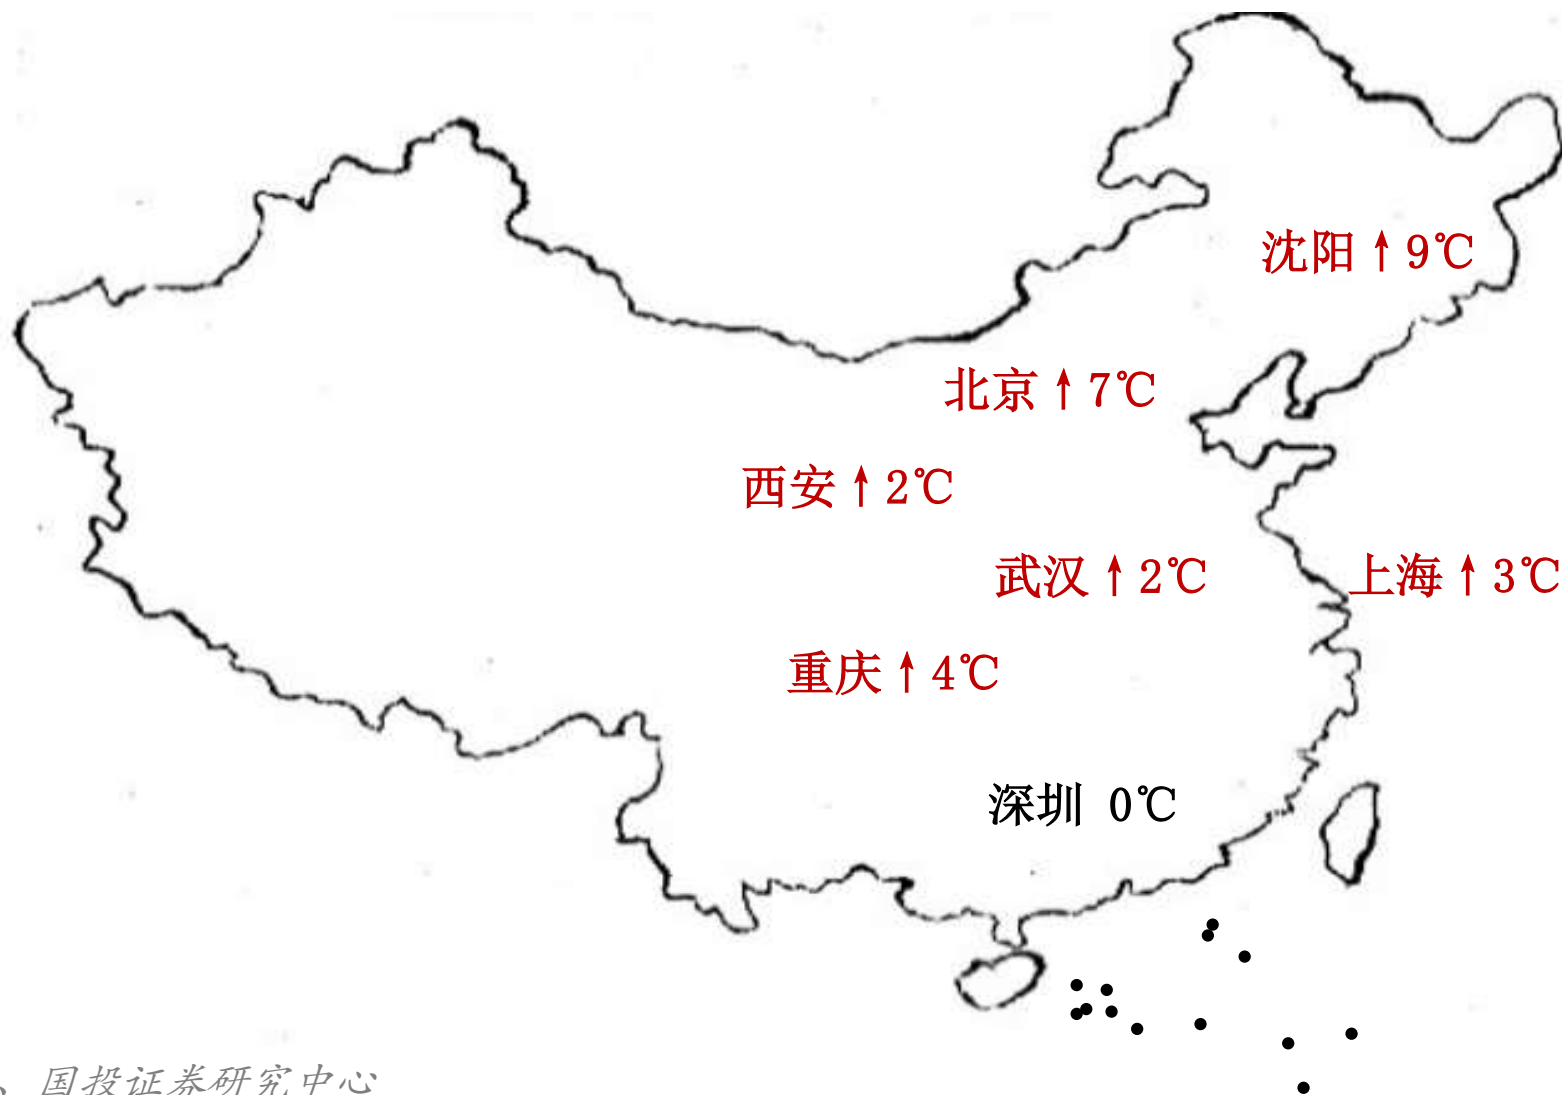 沈阳↑9℃
北京↑7℃
西安↑2℃
武汉↑2℃
上海↑3℃
重庆↑4℃
深圳 0℃
、国投证券研究中心